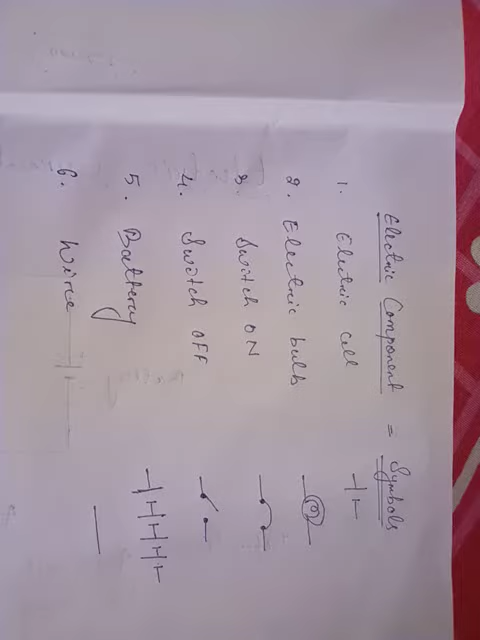 Electric Component = Symbols
1. Electric cell
2. Electric bulb
3. Switch ON
4. Switch OFF
5. Battery
6. Wire